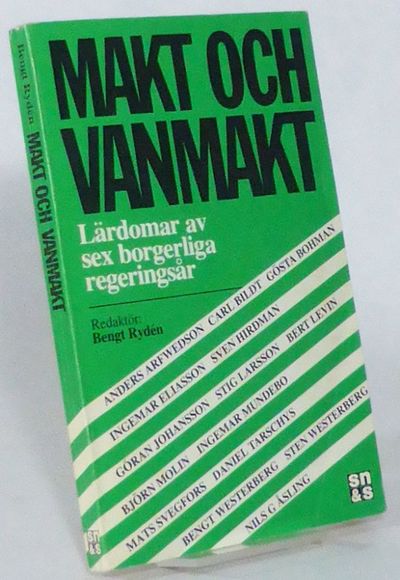 Bengt Rydén MAKT OCH VANMAKT
sn
&s
MAKT OCH
VANMAKT
Lärdomar av
sex borgerliga
regeringsår
Redaktör:
Bengt Rydén
ANDERS ARFWEDSON CARL BILDT GÖSTA BOHMAN
INGEMAR ELIASSON SVEN HIRDMAN
GÖRAN JOHANSSON STIG LARSSON BERT LEVIN
BJÖRN MOLIN INGEMAR MUNDEBO
MATS SVEGFORS DANIEL TARSCHYS
BENGT WESTERBERG STEN WESTERBERG
NILS G ÅSLING
sn
&s